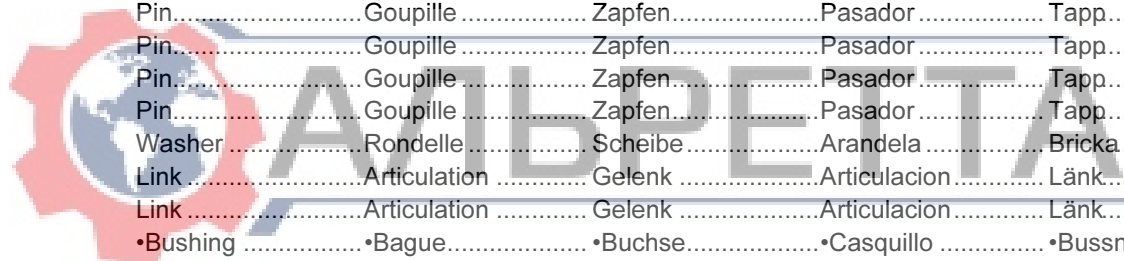 Pin..................Goupille..................Zapfen..................Pasador..................Tapp...
Pin..................Goupille..................Zapfen..................Pasador..................Tapp...
Pin..................Goupille..................Zapfen..................Pasador..................Tapp...
Pin..................Goupille..................Zapfen..................Pasador..................Tapp...
Washer..................Rondelle..................Scheibe..................Arandela..................Bricka
Link..................Articulation..................Gelenk..................Articulacion..................Länk...
Link..................Articulation..................Gelenk..................Articulacion..................Länk...
•Bushing..................•Bague..................•Buchse..................•Casquillo..................
АЛЬРЕТТА